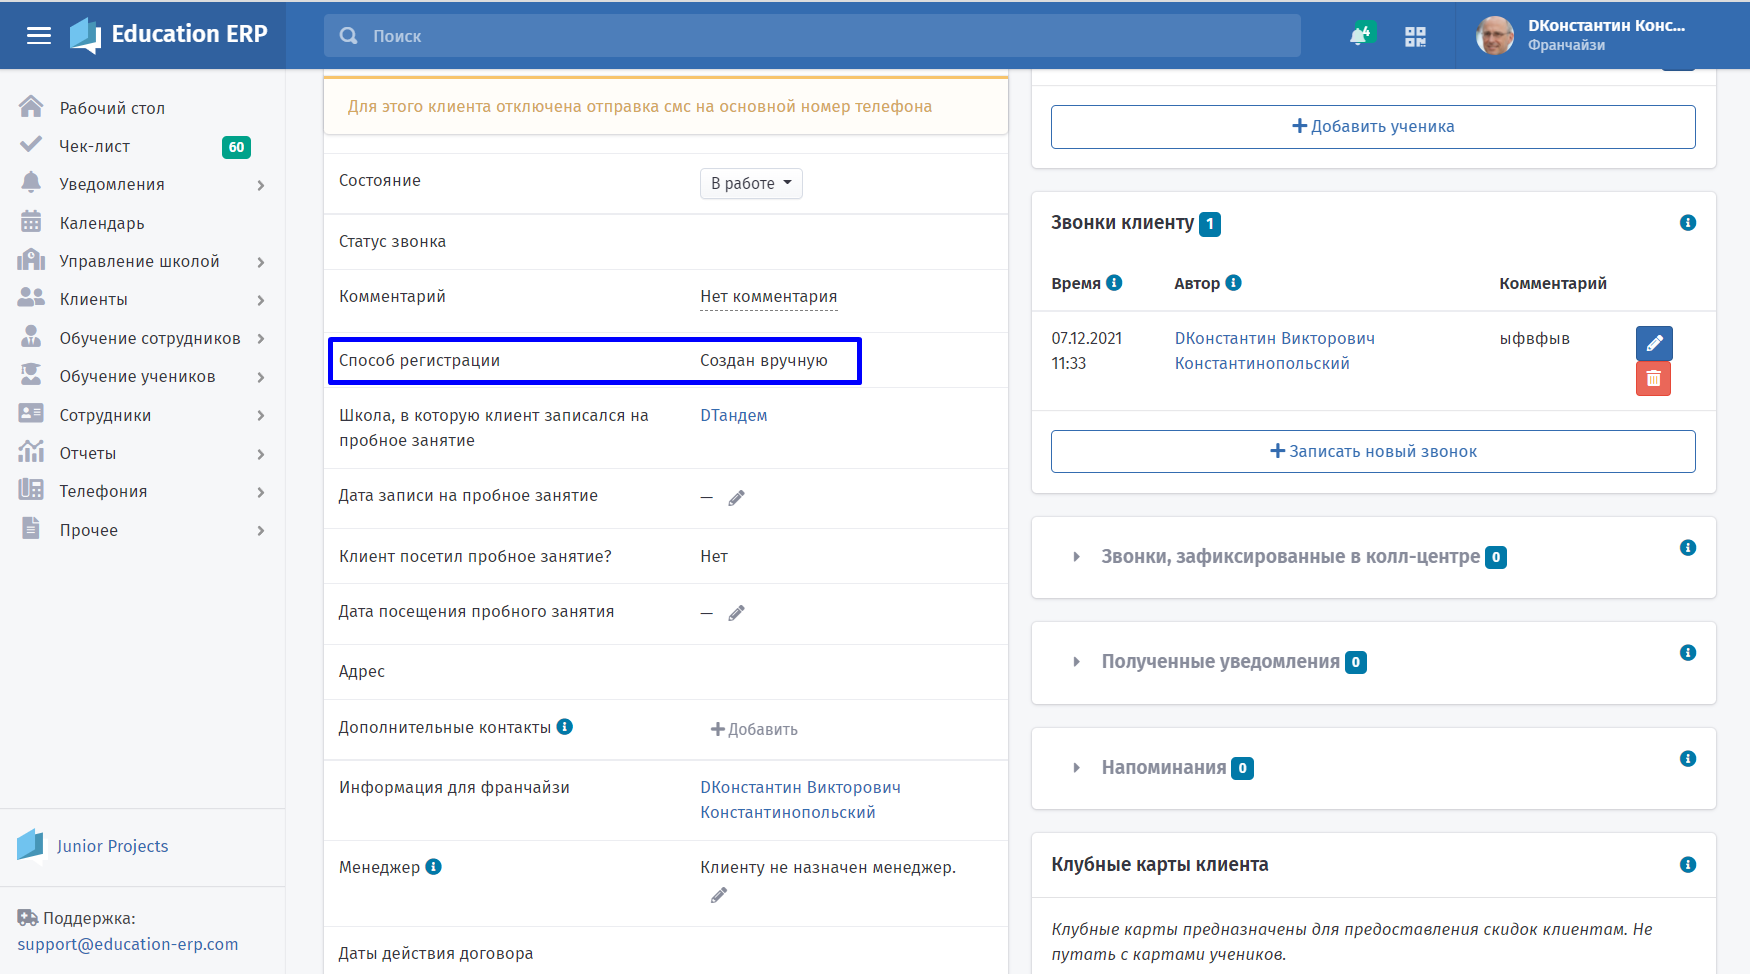 Education ERP
Поиск
4
DКонстантин Конс...
Франчайзи
Рабочий стол
Чек-лист
60
Уведомления
Календарь
Управление школой
Клиенты
Обучение сотрудников
Обучение учеников
Сотрудники
Отчеты
Телефония
Прочее
Junior Projects
Поддержка:
support@education-erp.com
Для этого клиента отключена отправка смс на основной номер телефона
Состояние
В работе
Статус звонка
Комментарий
Нет комментария
Способ регистрации
Создан вручную
Школа, в которую клиент записался на
пробное занятие
DТандем
Дата записи на пробное занятие
—
Клиент посетил пробное занятие?
Нет
Дата посещения пробного занятия
—
Адрес
Дополнительные контакты
Добавить
Информация для франчайзи
DКонстантин Викторович
Константинопольский
Менеджер
Клиенту не назначен менеджер.
Даты действия договора
Добавить ученика
Звонки клиенту 1
Время
Автор
Комментарий
07.12.2021
11:33
DКонстантин Викторович
Константинопольский
ыфвфыв
Записать новый звонок
Звонки, зафиксированные в колл-центре 0
Полученные уведомления 0
Напоминания 0
Клубные карты клиента
Клубные карты предназначены для предоставления скидок клиентам. Не
путать с картами учеников.